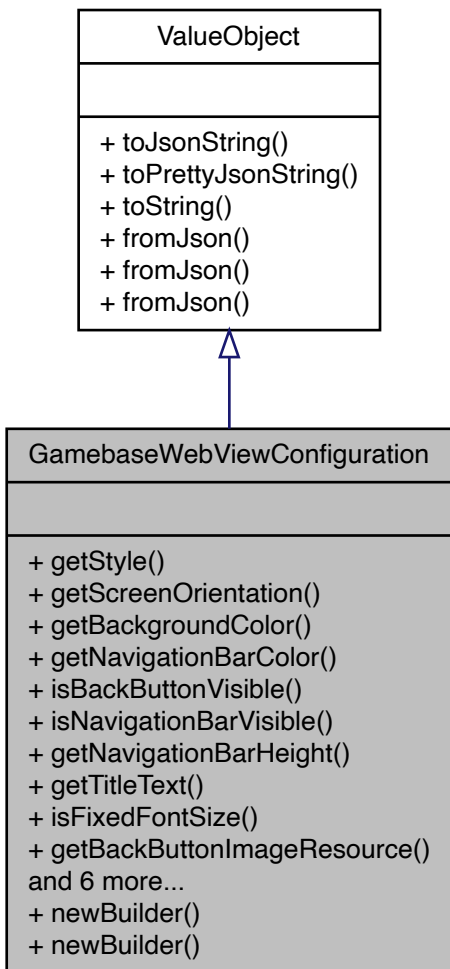 ValueObject
+ toJsonString()
+ toPrettyJsonString()
+ toString()
+ fromJson()
+ fromJson()
+ fromJson()
GamebaseWebViewConfiguration
+ getStyle()
+ getScreenOrientation()
+ getBackgroundColor()
+ getNavigationBarColor()
+ isBackButtonVisible()
+ isNavigationBarVisible()
+ getNavigationBarHeight()
+ getTitleText()
+ isFixedFontSize()
+ getBackButtonImageResource()
and 6 more...
+ newBuilder()
+ newBuilder()